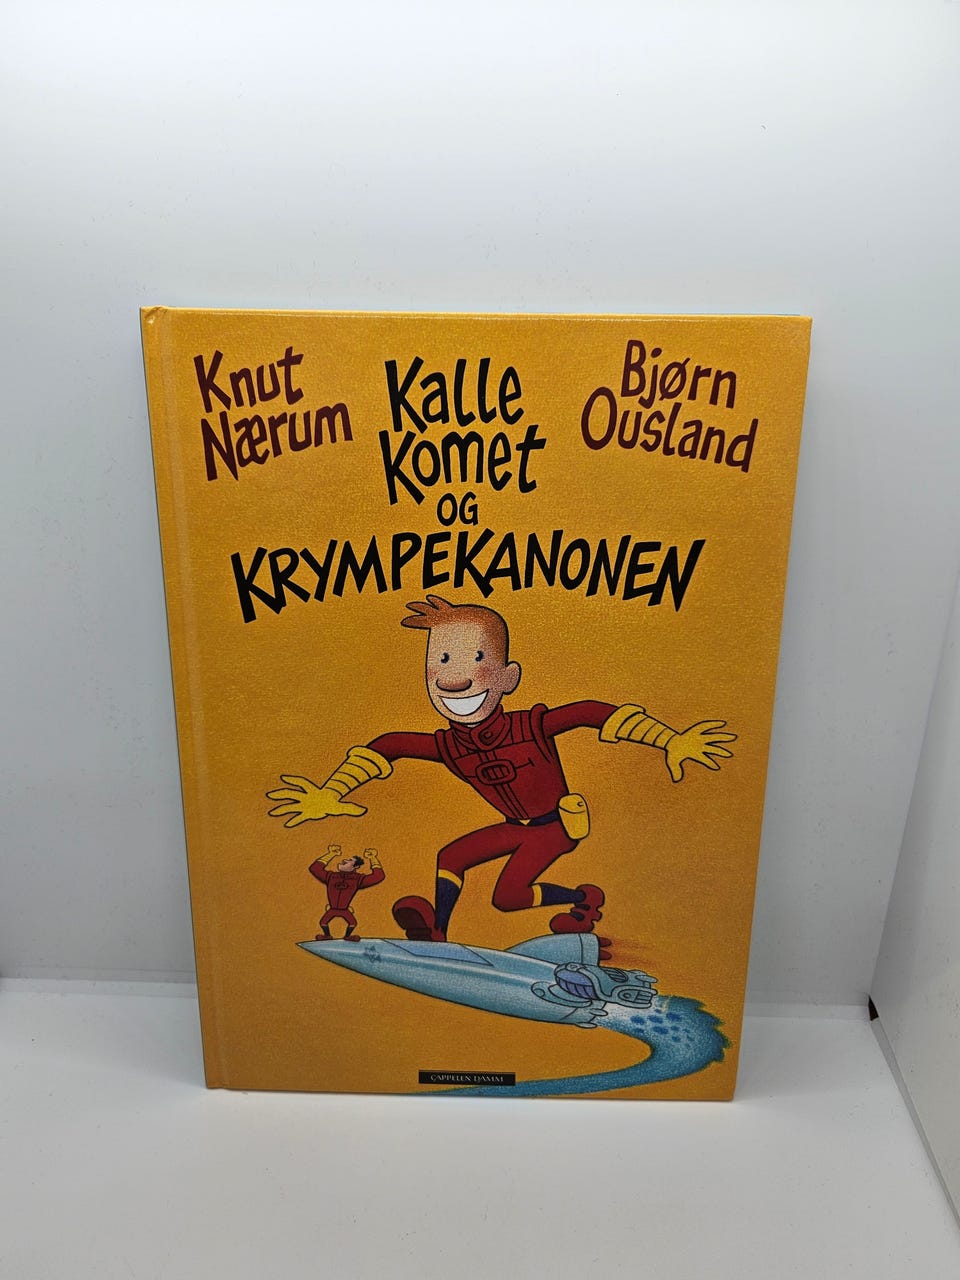 Knut
Nærum
Kalle
Komet
OG
KRYMPEKANONEN
Bjørn
Ousland
CAPPELEN DAMM